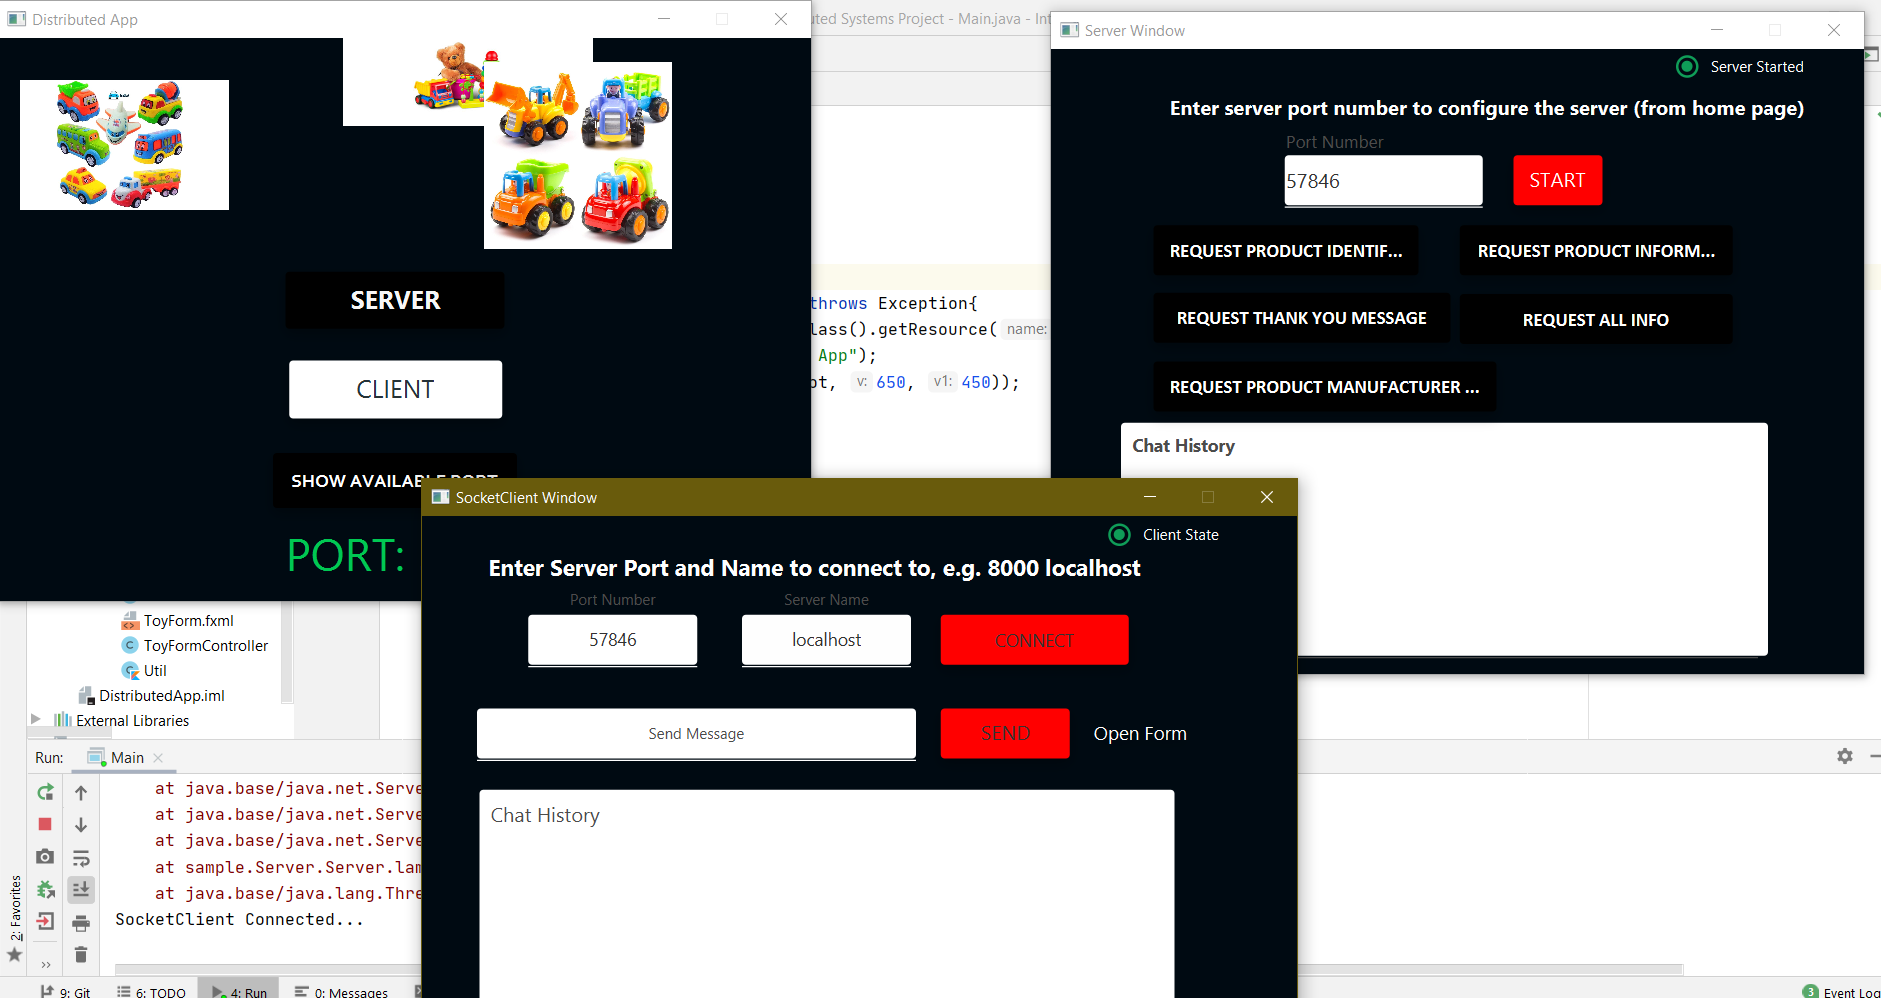 Distributed App
SERVER
CLIENT
SHOW AVAILABLE PORT
PORT:
uted Systems Project - Main.java - Int
throws Exception{
lass().getResource( name:
App");
ot, v: 650, v1: 450));
Server Window
Server Started
Enter server port number to configure the server (from home page)
Port Number
57846
START
REQUEST PRODUCT IDENTIF...
REQUEST PRODUCT INFORM...
REQUEST THANK YOU MESSAGE
REQUEST ALL INFO
REQUEST PRODUCT MANUFACTURER ...
Chat History
SocketClient Window
Client State
Enter Server Port and Name to connect to, e.g. 8000 localhost
Port Number
Server Name
57846
localhost
CONNECT
Send Message
SEND
Open Form
Chat History
ToyForm.fxml
ToyFormController
Util
DistributedApp.iml
External Libraries
Run:
Main
at java.base/java.net.Serve
at java.base/java.net.Serve
at java.base/java.net.Serve
at sample.Server.Server.lam
at java.base/java.lang.Thre
SocketClient Connected...
2: Favorites
9: Git
6: TODO
4: Run
0: Messages
3 Event Log